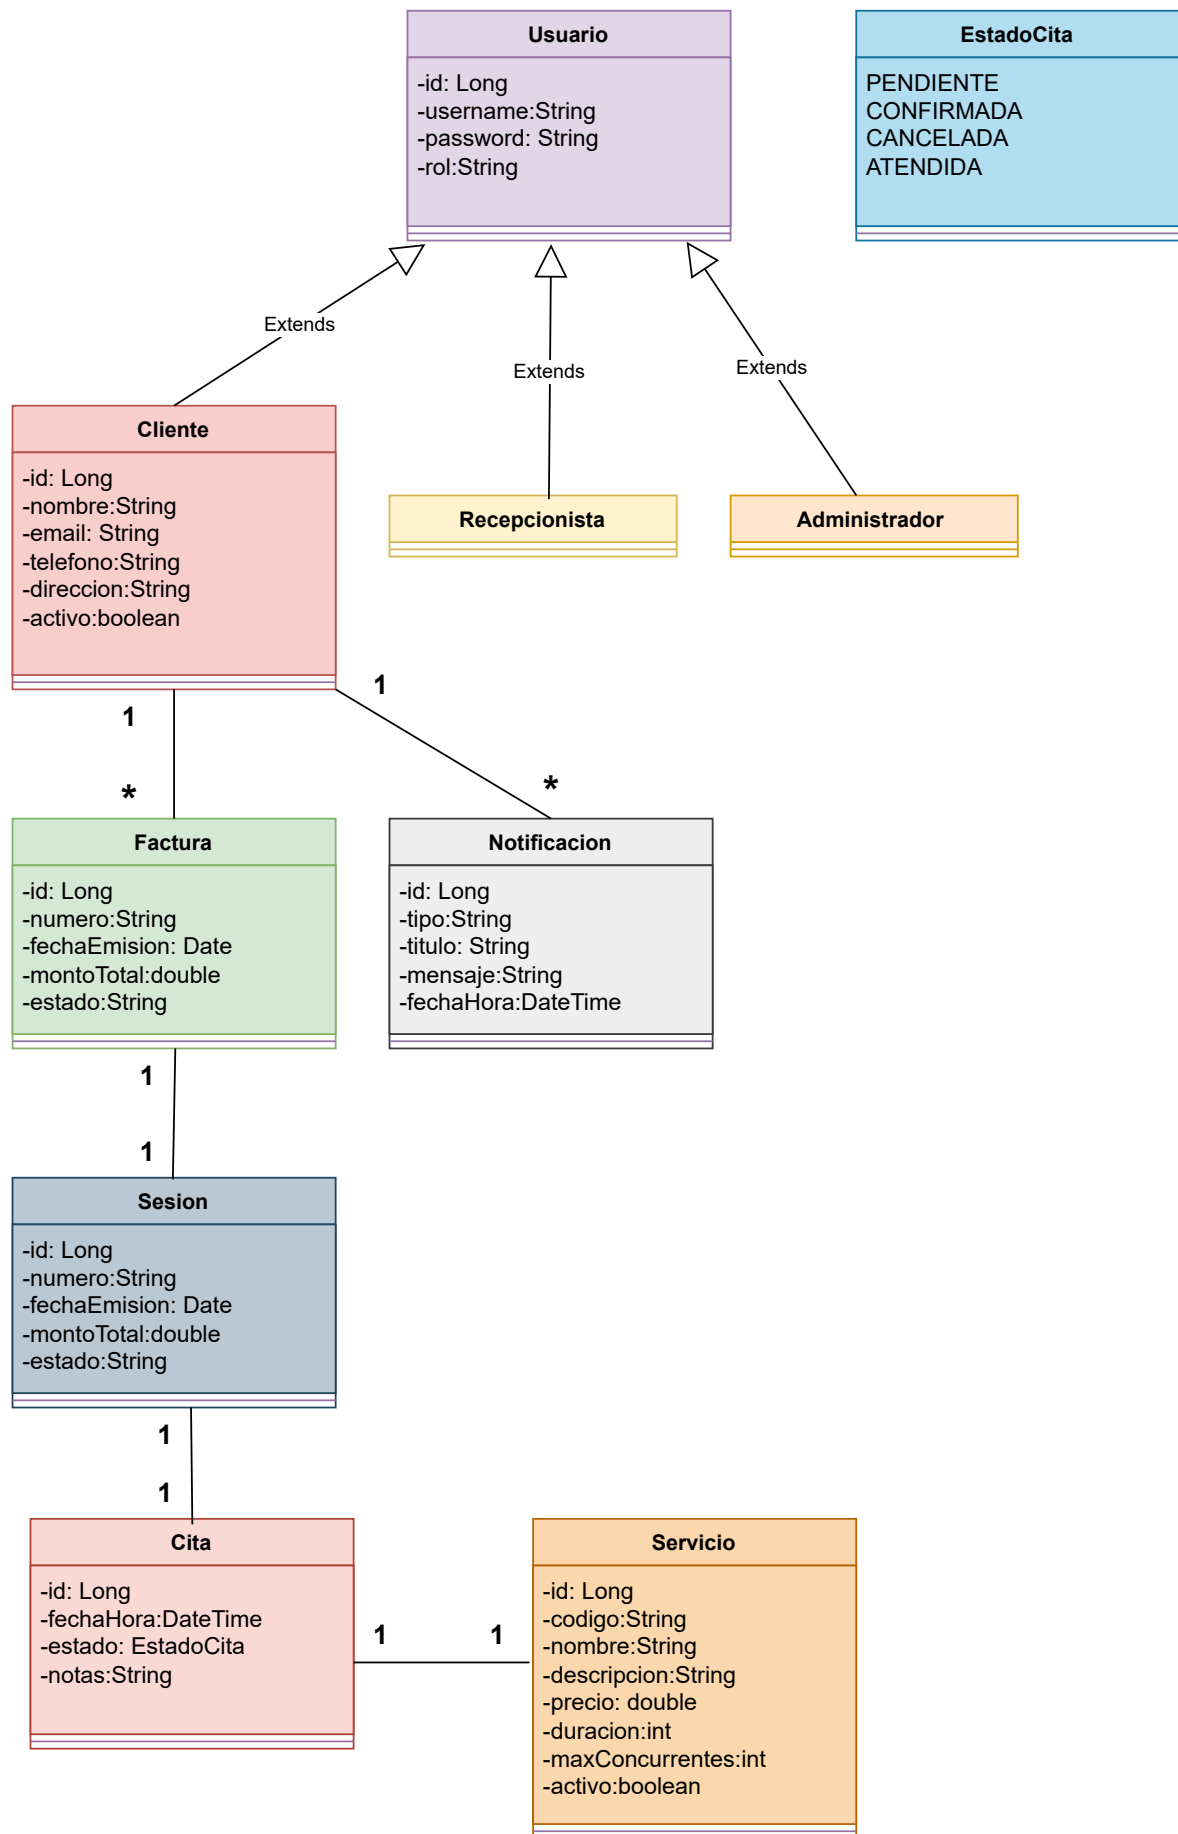 Usuario
-id: Long
-username:String
-password: String
-rol:String
EstadoCita
PENDIENTE
CONFIRMADA
CANCELADA
ATENDIDA
Extends
Extends
Extends
Cliente
-id: Long
-nombre:String
-email: String
-telefono:String
-direccion:String
-activo:boolean
Recepcionista
Administrador
1
*
1
*
Factura
-id: Long
-numero:String
-fechaEmision: Date
-montoTotal:double
-estado:String
Notificacion
-id: Long
-tipo:String
-titulo: String
-mensaje:String
-fechaHora:DateTime
1
1
Sesion
-id: Long
-numero:String
-fechaEmision: Date
-montoTotal:double
-estado:String
1
1
Cita
-id: Long
-fechaHora:DateTime
-estado: EstadoCita
-notas:String
1
1
Servicio
-id: Long
-codigo:String
-nombre:String
-descripcion:String
-precio: double
-duracion:int
-maxConcurrentes:int
-activo:boolean